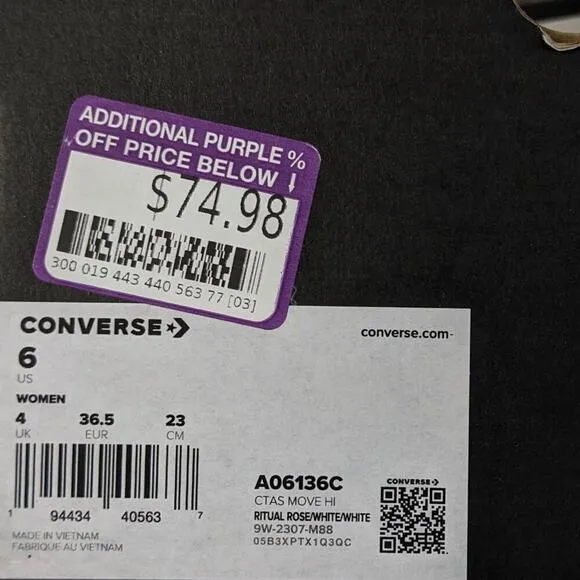 ADDITIONAL PURPLE %
OFF PRICE BELOW ↓
$74.98
300 019 443 440 563 77 [03]
CONVERSE
converse.com
6
US
WOMEN
4 36.5 23
UK EUR CM
1 94434 40563 7
MADE IN VIETNAM
FABRIQUE AU VIETNAM
A06136C
CTAS MOVE HI
RITUAL ROSE/WHITE/WHITE
9W-2307-M88
05B3XPTX1Q3QC
CONVERSE